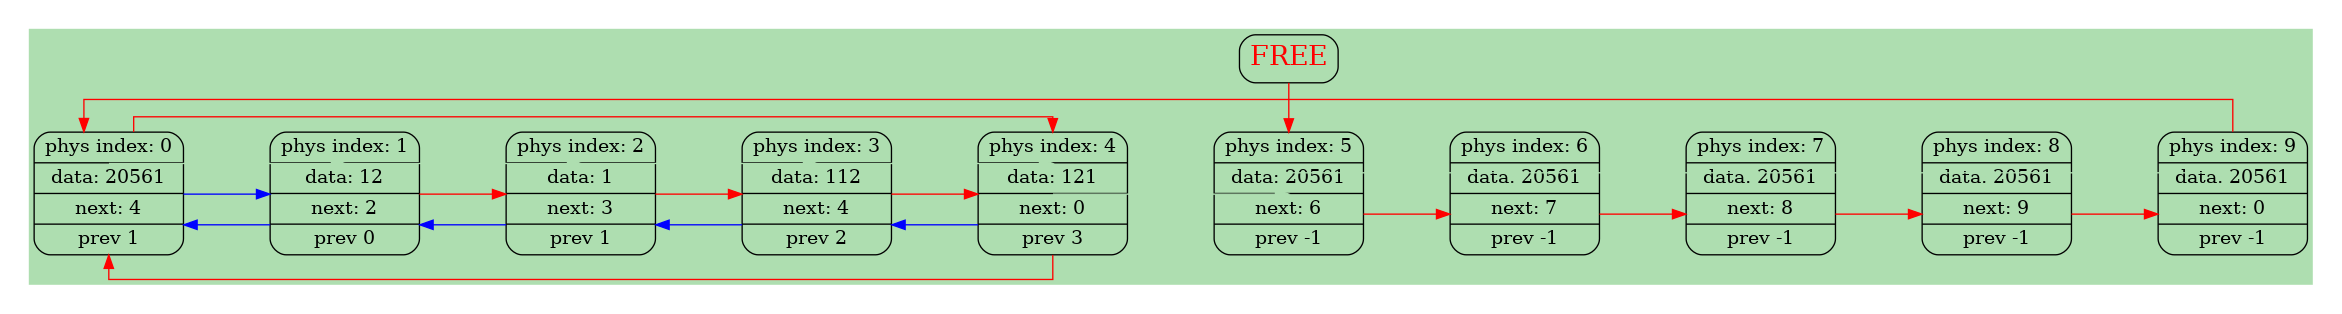 FREE
phys index: 0
data: 20561
next: 4
prev 1
phys index: 1
data: 12
next: 2
prev 0
phys index: 2
data: 1
next: 3
prev 1
phys index: 3
data: 112
next: 4
prev 2
phys index: 4
data: 121
next: 0
prev 3
phys index: 5
data: 20561
next: 6
prev -1
phys index: 6
data. 20561
next: 7
prev -1
phys index: 7
data. 20561
next: 8
prev -1
phys index: 8
data. 20561
next: 9
prev -1
phys index: 9
data. 20561
next: 0
prev -1